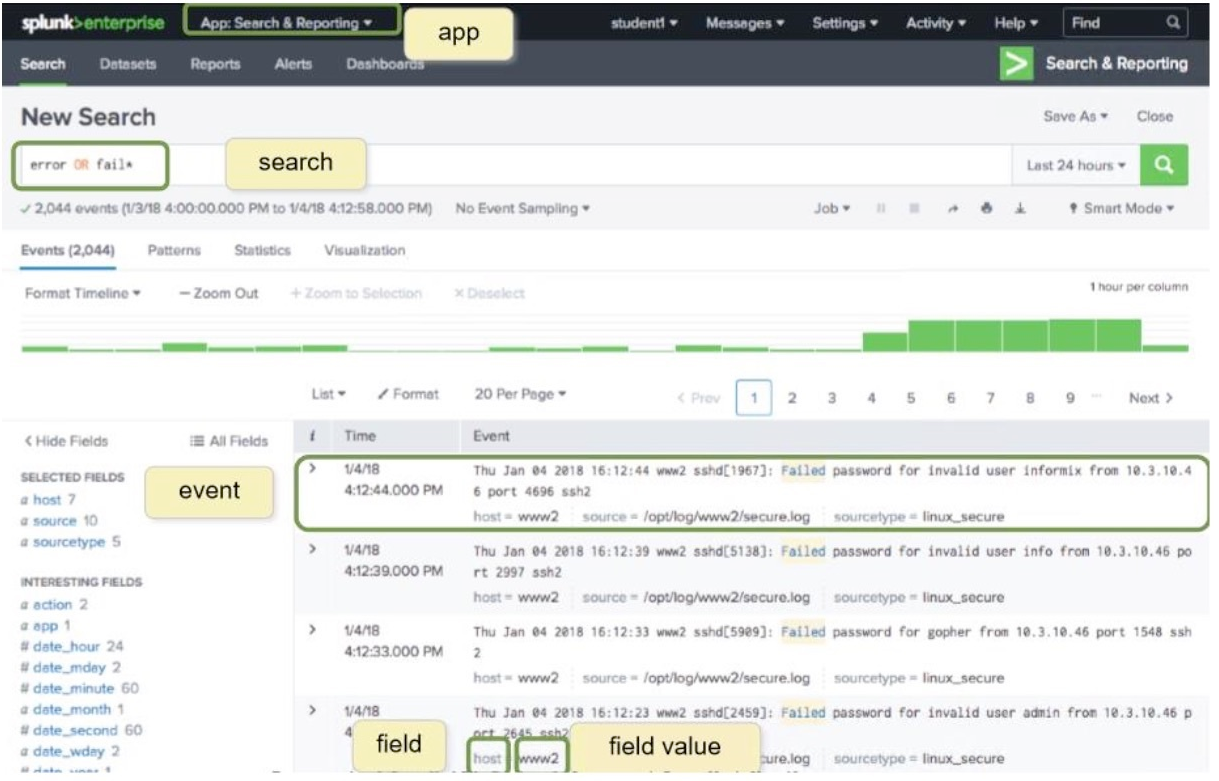 splunk>enterprise App: Search & Reporting ▾ student1 ▾ Messages ▾ Settings ▾ Activity ▾ Help ▾ Find
app
Search Datasets Reports Alerts Dashboards Search & Reporting
New Search Save As ▾ Close
error OR fail* Last 24 hours ▾
search
✓ 2,044 events (1/3/18 4:00:00.000 PM to 1/4/18 4:12:58.000 PM) No Event Sampling ▾ Job ▾ Smart Mode ▾
Events (2,044) Patterns Statistics Visualization
Format Timeline ▾ — Zoom Out + Zoom to Selection × Deselect 1 hour per column
List ▾ Format 20 Per Page ▾ < Prev 1 2 3 4 5 6 7 8 9 ... Next >
< Hide Fields All Fields
i Time Event
SELECTED FIELDS
a host 7
a source 10
a sourcetype 5
event
INTERESTING FIELDS
a action 2
a app 1
# date_hour 24
# date_mday 2
# date_minute 60
a date_month 1
# date_second 60
a date_wday 2
# date_year 1
> 1/4/18 Thu Jan 04 2018 16:12:44 www2 sshd[1967]: Failed password for invalid user informix from 10.3.10.4
4:12:44.000 PM 6 port 4696 ssh2
host = www2 source = /opt/log/www2/secure.log sourcetype = linux_secure
> 1/4/18 Thu Jan 04 2018 16:12:39 www2 sshd[5138]: Failed password for invalid user info from 10.3.10.46 po
4:12:39.000 PM rt 2997 ssh2
host = www2 source = /opt/log/www2/secure.log sourcetype = linux_secure
> 1/4/18 Thu Jan 04 2018 16:12:33 www2 sshd[5909]: Failed password for gopher from 10.3.10.46 port 1548 ssh
4:12:33.000 PM 2
host = www2 source = /opt/log/www2/secure.log sourcetype = linux_secure
> 1/4/18 Thu Jan 04 2018 16:12:23 www2 sshd[2459]: Failed password for invalid user admin from 10.3.10.46 p
4 ort 2645 ssh2
host www2 cure.log sourcetype = linux_secure
field
field value